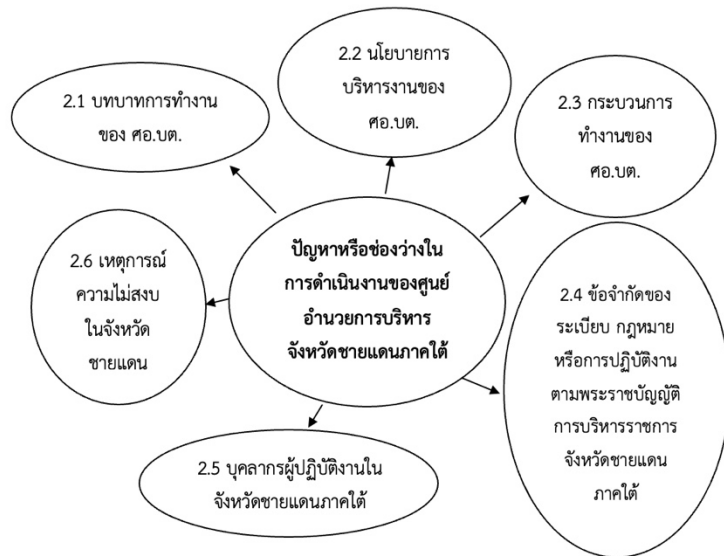 2.1 บทบาทการทำงาน
ของ ศอ.บต.
2.2 นโยบายการ
บริหารงานของ
ศอ.บต.
2.3 กระบวนการ
ทำงานของ
ศอ.บต.
ปัญหาหรือช่องว่างใน
การดำเนินงานของศูนย์
อำนวยการบริหาร
จังหวัดชายแดนภาคใต้
2.4 ข้อจำกัดของ
ระเบียบ กฎหมาย
หรือการปฏิบัติงาน
ตามพระราชบัญญัติ
การบริหารราชการ
จังหวัดชายแดน
ภาคใต้
2.5 บุคลากรผู้ปฏิบัติงานใน
จังหวัดชายแดนภาคใต้
2.6 เหตุการณ์
ความไม่สงบ
ในจังหวัด
ชายแดน